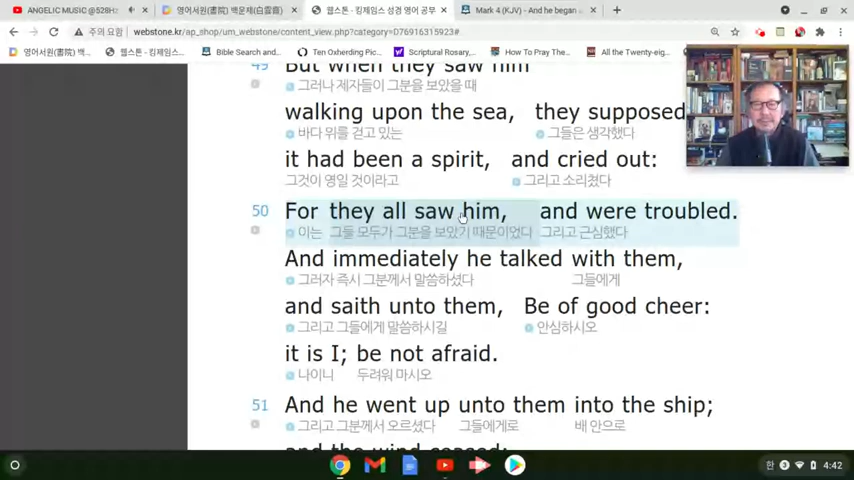 ANGELIC MUSIC @528H
영어서원(書院) 백운재(白雲齋)
웹스톤 - 킹제임스 성경 영어 공부
Mark 4 (KJV) - And he began
주의 요함
webstone.kr/ap_shop/um_webstone/content_view.php?category=D76916315923#
영어서원(書院) 백운
웹스톤 - 킹제임스
Bible Search and
Ten Oxherding Pic
Scriptural Rosary,
How To Pray The
All the Twenty-eig
49 But when they saw him
그러나 제자들이 그분을 보았을 때
walking upon the sea, they supposed
바다 위를 걷고 있는 그들은 생각했다
it had been a spirit, and cried out:
그것이 영일 것이라고 그리고 소리쳤다
50 For they all saw him, and were troubled.
이는 그들 모두가 그분을 보았기 때문이었다 그리고 근심했다
And immediately he talked with them,
그러자 즉시 그분께서 말씀하셨다 그들에게
and saith unto them, Be of good cheer:
그리고 그들에게 말씀하시길 안심하시오
it is I; be not afraid.
나이니 두려워 마시오
51 And he went up unto them into the ship;
그리고 그분께서 오르셨다 그들에게로 배 안으로
and the wind ceased:
한 3 4:42